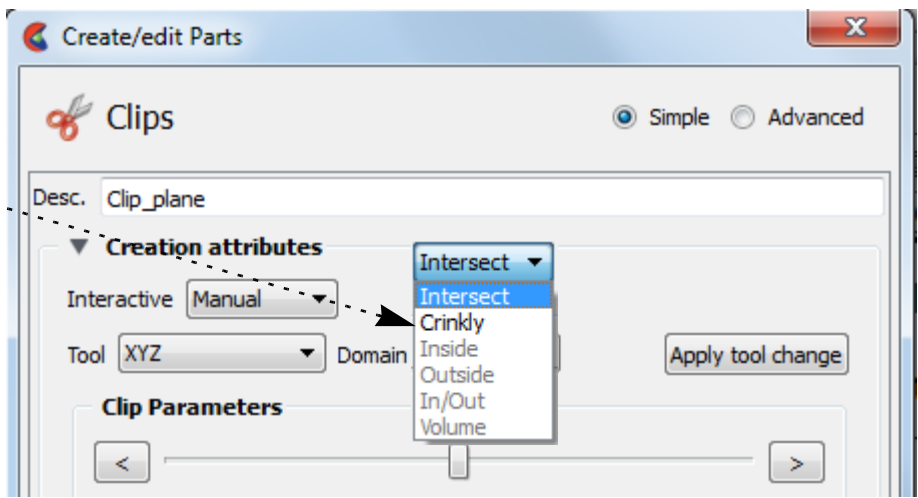 Create/edit Parts
Clips
Simple
Advanced
Desc. Clip_plane
Creation attributes
Intersect
Interactive Manual
Intersect
Crinkly
Tool XYZ
Domain
Inside
Apply tool change
Outside
In/Out
Clip Parameters
Volume
<
>